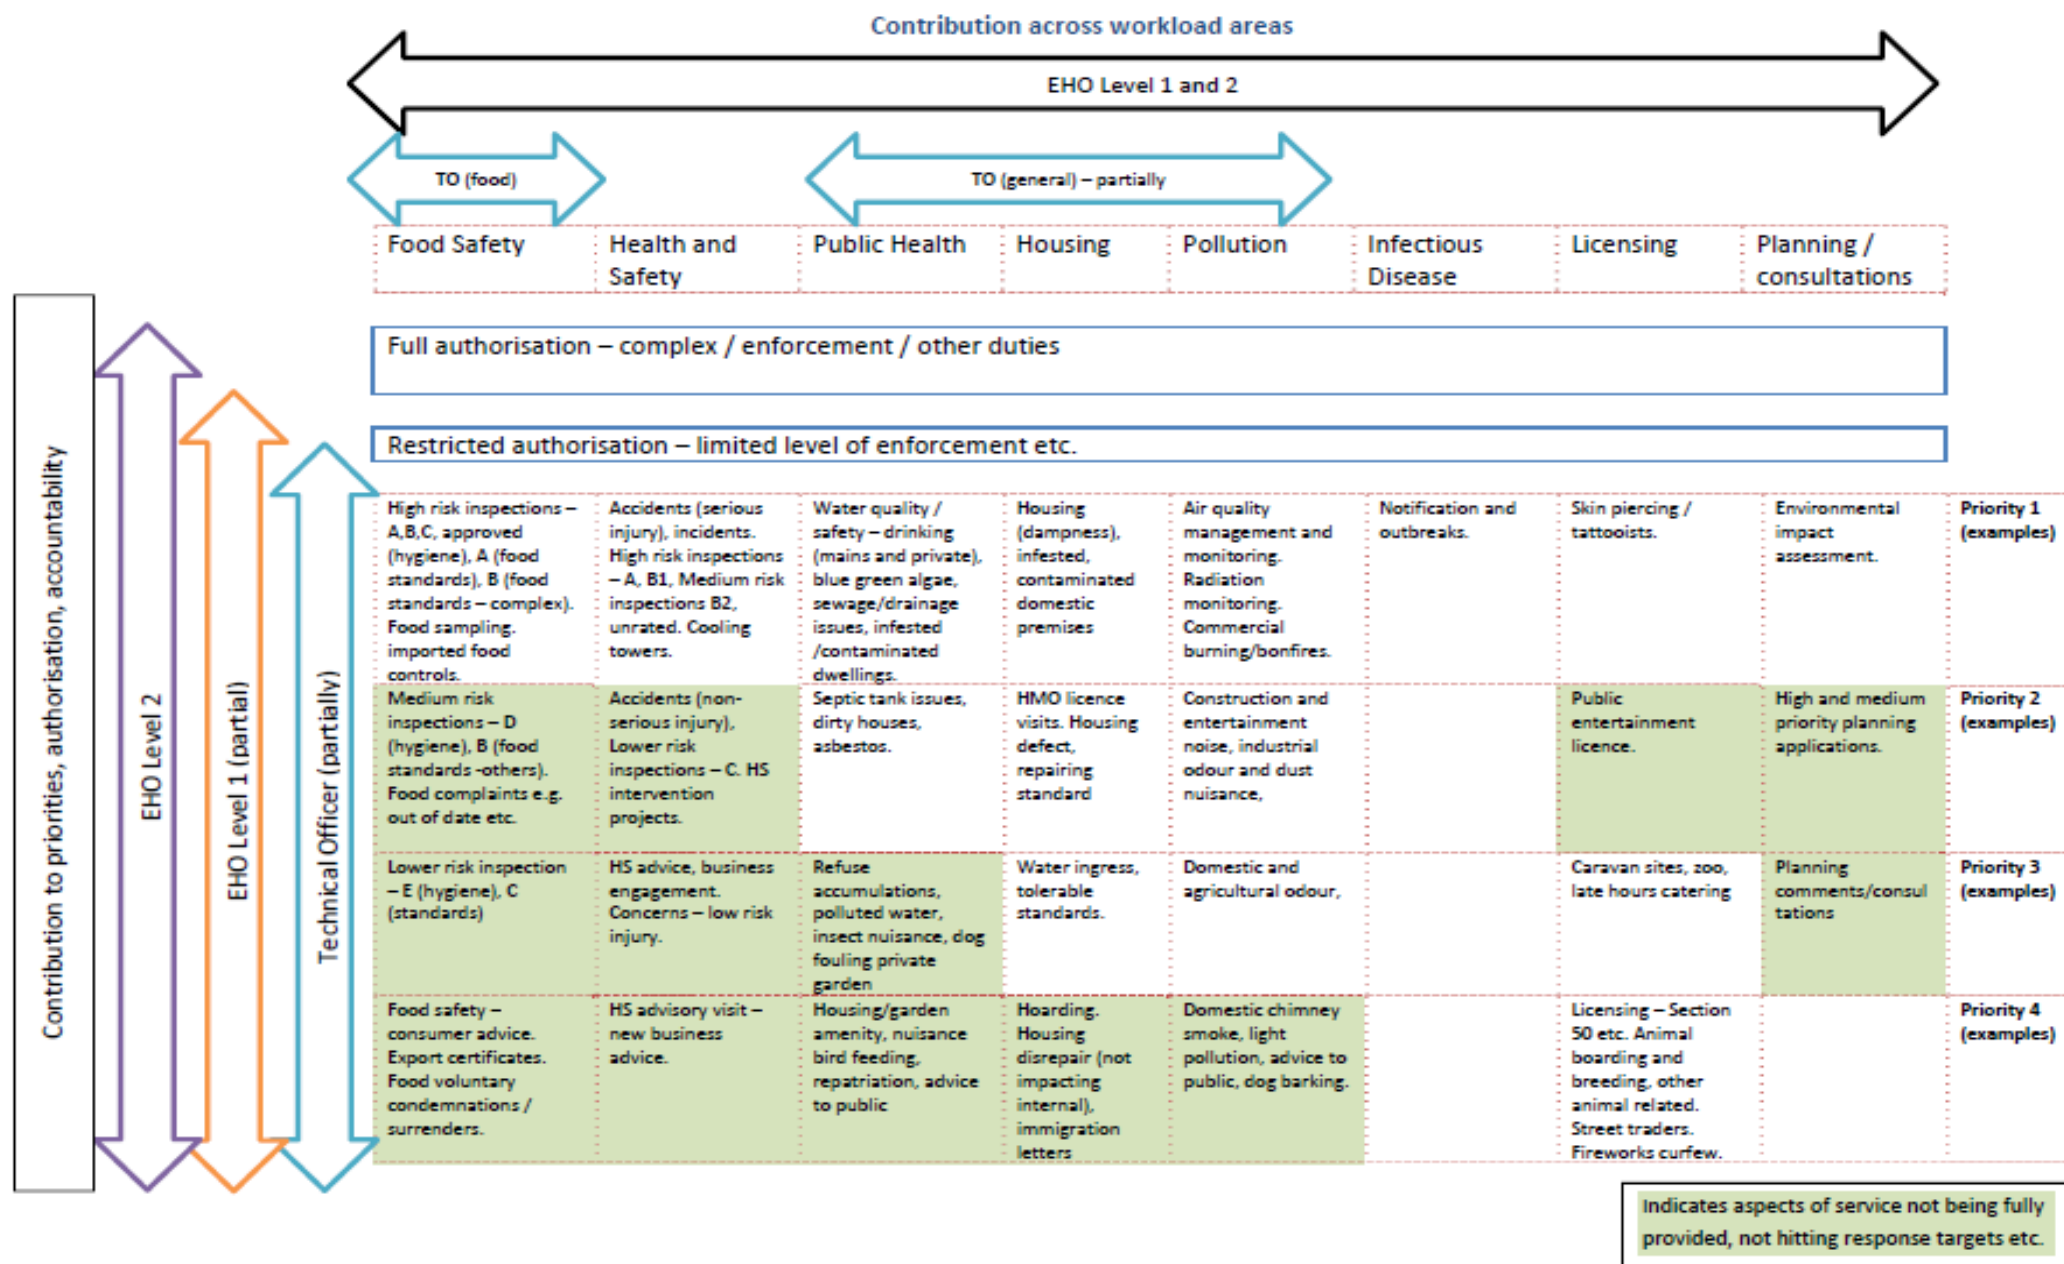 Contribution across workload areas
EHO Level 1 and 2
TO (food)
TO (general) – partially
Food Safety
Health and
Safety
Public Health
Housing
Pollution
Infectious
Disease
Licensing
Planning /
consultations
Full authorisation – complex / enforcement / other duties
Restricted authorisation – limited level of enforcement etc.
Contribution to priorities, authorisation, accountability
EHO Level 2
EHO Level 1 (partial)
Technical Officer (partially)
High risk inspections –
A,B,C, approved
(hygiene), A (food
standards), B (food
standards – complex).
Food sampling.
imported food
controls.
Accidents (serious
injury), incidents.
High risk inspections
– A, B1, Medium risk
inspections B2,
unrated. Cooling
towers.
Water quality /
safety – drinking
(mains and private),
blue green algae,
sewage/drainage
issues, infested
/contaminated
dwellings.
Housing
(dampness),
infested,
contaminated
domestic
premises
Air quality
management and
monitoring.
Radiation
monitoring.
Commercial
burning/bonfires.
Notification and
outbreaks.
Skin piercing /
tattooists.
Environmental
impact
assessment.
Priority 1
(examples)
Medium risk
inspections – D
(hygiene), B (food
standards -others).
Food complaints e.g.
out of date etc.
Accidents (non-
serious injury),
Lower risk
inspections – C. HS
intervention
projects.
Septic tank issues,
dirty houses,
asbestos.
HMO licence
visits. Housing
defect,
repairing
standard
Construction and
entertainment
noise, industrial
odour and dust
nuisance,
Public
entertainment
licence.
High and medium
priority planning
applications.
Priority 2
(examples)
Lower risk inspection
– E (hygiene), C
(standards)
HS advice, business
engagement.
Concerns – low risk
injury.
Refuse
accumulations,
polluted water,
insect nuisance, dog
fouling private
garden
Water ingress,
tolerable
standards.
Domestic and
agricultural odour,
Caravan sites, zoo,
late hours catering
Planning
comments/consul
tations
Priority 3
(examples)
Food safety –
consumer advice.
Export certificates.
Food voluntary
condemnations /
surrenders.
HS advisory visit –
new business
advice.
Housing/garden
amenity, nuisance
bird feeding,
repatriation, advice
to public
Hoarding.
Housing
disrepair (not
impacting
internal),
immigration
letters
Domestic chimney
smoke, light
pollution, advice to
public, dog barking.
Licensing – Section
50 etc. Animal
boarding and
breeding, other
animal related.
Street traders.
Fireworks curfew.
Priority 4
(examples)
Indicates aspects of service not being fully
provided, not hitting response targets etc.